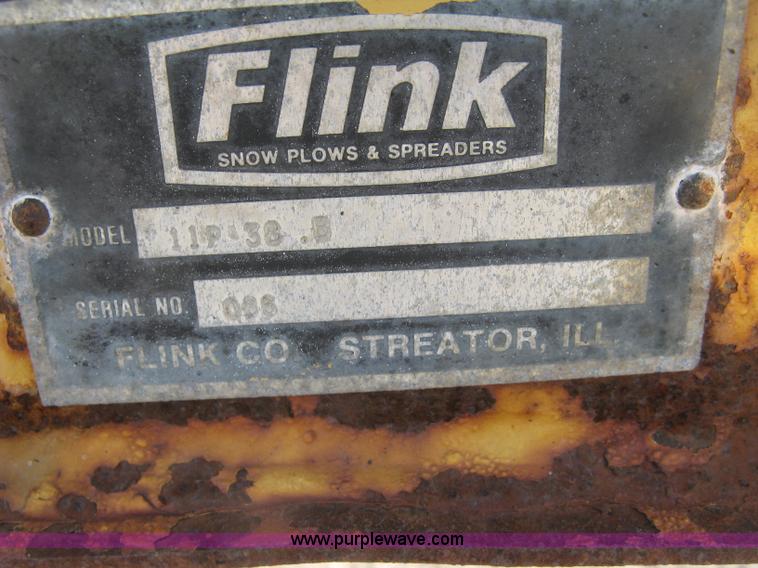 Flink
SNOW PLOWS & SPREADERS
MODEL
SERIAL NO.
FLINK CO. STREATOR, ILL.
www.purplewave.com